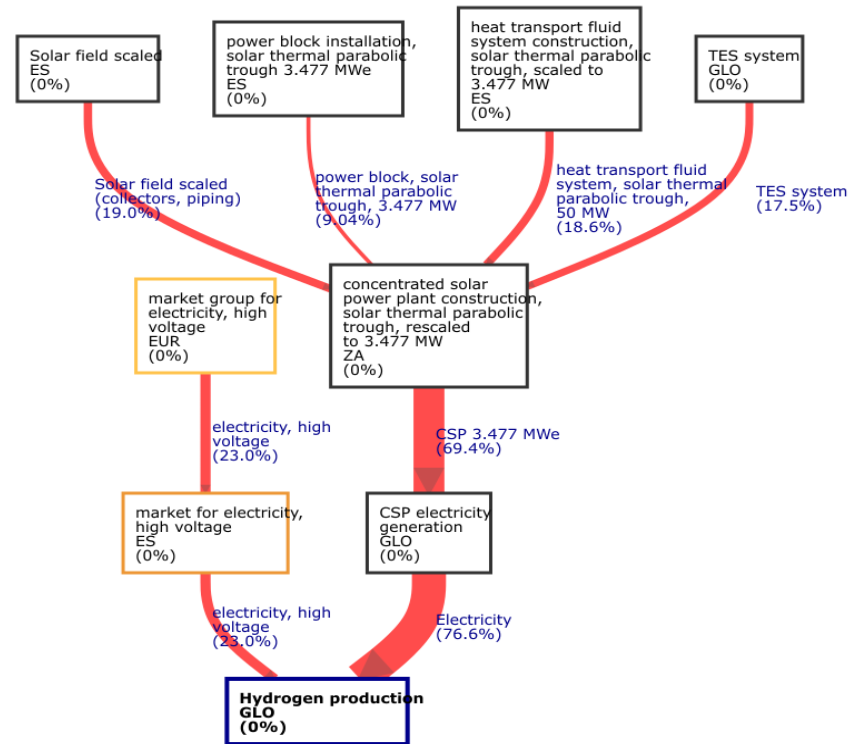 Solar field scaled
ES
(0%)
power block installation,
solar thermal parabolic
trough 3.477 MWe
ES
(0%)
heat transport fluid
system construction,
solar thermal parabolic
trough, scaled to
3.477 MW
ES
(0%)
TES system
GLO
(0%)
Solar field scaled
(collectors, piping)
(19.0%)
power block, solar
thermal parabolic
trough, 3.477 MW
(9.04%)
heat transport fluid
system, solar thermal
parabolic trough,
50 MW
(18.6%)
TES system
(17.5%)
market group for
electricity, high
voltage
EUR
(0%)
concentrated solar
power plant construction,
solar thermal parabolic
trough, rescaled
to 3.477 MW
ZA
(0%)
electricity, high
voltage
(23.0%)
CSP 3.477 MWe
(69.4%)
market for electricity,
high voltage
ES
(0%)
CSP electricity
generation
GLO
(0%)
electricity, high
voltage
(23.0%)
Electricity
(76.6%)
Hydrogen production
GLO
(0%)